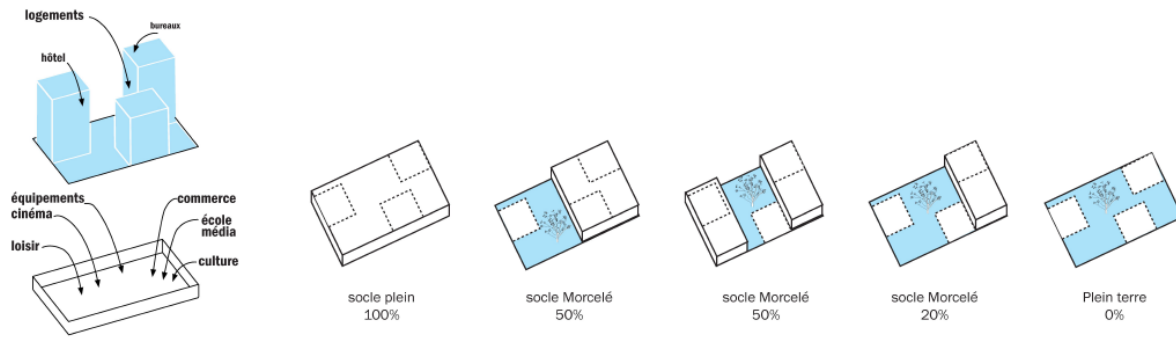 logements
bureaux
hôtel
équipements
cinéma
loisir
commerce
école
média
culture
socle plein
100%
socle Morcelé
50%
socle Morcelé
50%
socle Morcelé
20%
Plein terre
0%